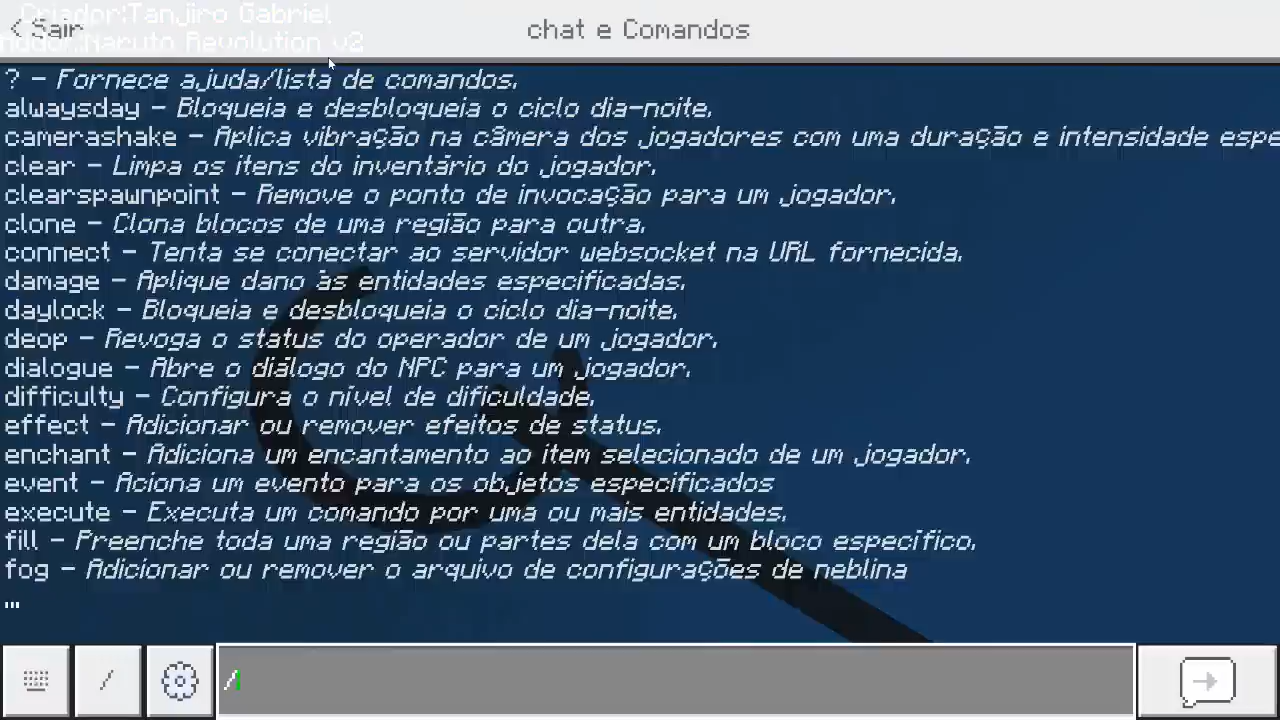 Criador:Tanjiro Gabriel
< Sair
Naruto Revolution v2
chat e Comandos
? – Fornece ajuda/lista de comandos.
alwaysday – Bloqueia e desbloqueia o ciclo dia-noite.
camerashake – Aplica vibração na câmera dos jogadores com uma duração e intensidade espe
clear – Limpa os itens do inventário do jogador.
clearspawnpoint – Remove o ponto de invocação para um jogador.
clone – Clona blocos de uma região para outra.
connect – Tenta se conectar ao servidor websocket na URL fornecida.
damage – Aplique dano às entidades especificadas.
daylock – Bloqueia e desbloqueia o ciclo dia-noite.
deop – Revoga o status do operador de um jogador.
dialogue – Abre o diálogo do NPC para um jogador.
difficulty – Configura o nível de dificuldade.
effect – Adicionar ou remover efeitos de status.
enchant – Adiciona um encantamento ao item selecionado de um jogador.
event – Aciona um evento para os objetos especificados
execute – Executa um comando por uma ou mais entidades.
fill – Preenche toda uma região ou partes dela com um bloco específico.
fog – Adicionar ou remover o arquivo de configurações de neblina
...
/
/